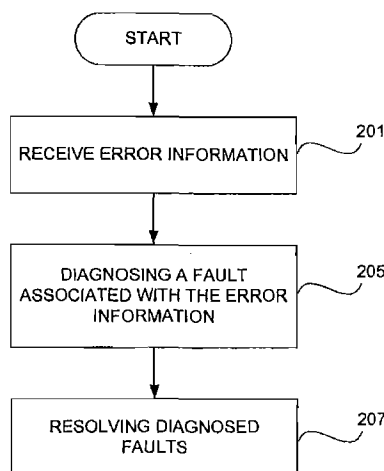 START
RECEIVE ERROR INFORMATION
201
DIAGNOSING A FAULT
ASSOCIATED WITH THE ERROR
INFORMATION
205
RESOLVING DIAGNOSED
FAULTS
207